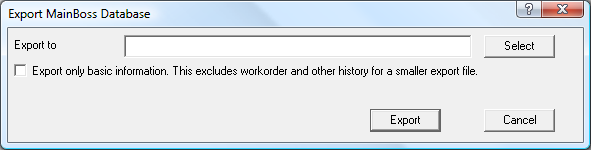 Export MainBoss Database
Export to
Select
Export only basic information. This excludes workorder and other history for a smaller export file.
Export
Cancel